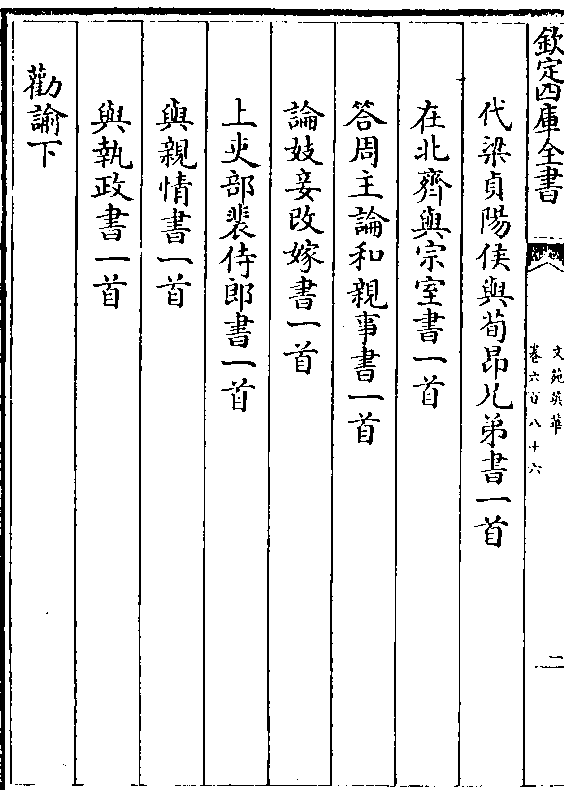 欽定四庫全書
文苑英華
卷六百八十六
二
代梁貞陽侯與荀昂兄弟書一首
在北齊與宗室書一首
答周主論和親事書一首
論妓妾改嫁書一首
上吏部裴侍郎書一首
與親情書一首
與執政書一首
勸諭下